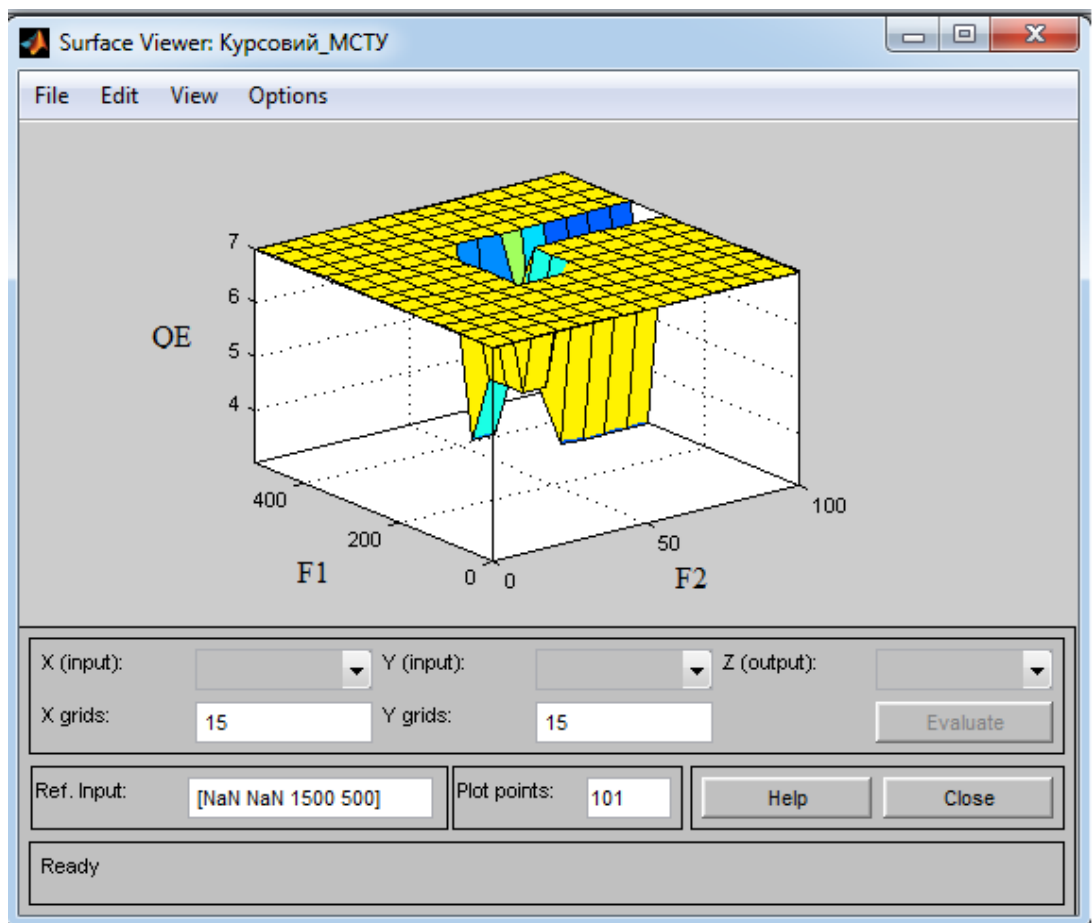 Surface Viewer: Курсовий_МСТУ
File Edit View Options
7
6
QE
5
4
400
200
F1
0
0
50
F2
100
X (input): Y (input): Z (output):
X grids: 15 Y grids: 15 Evaluate
Ref. Input: [NaN NaN 1500 500] Plot points: 101 Help Close
Ready